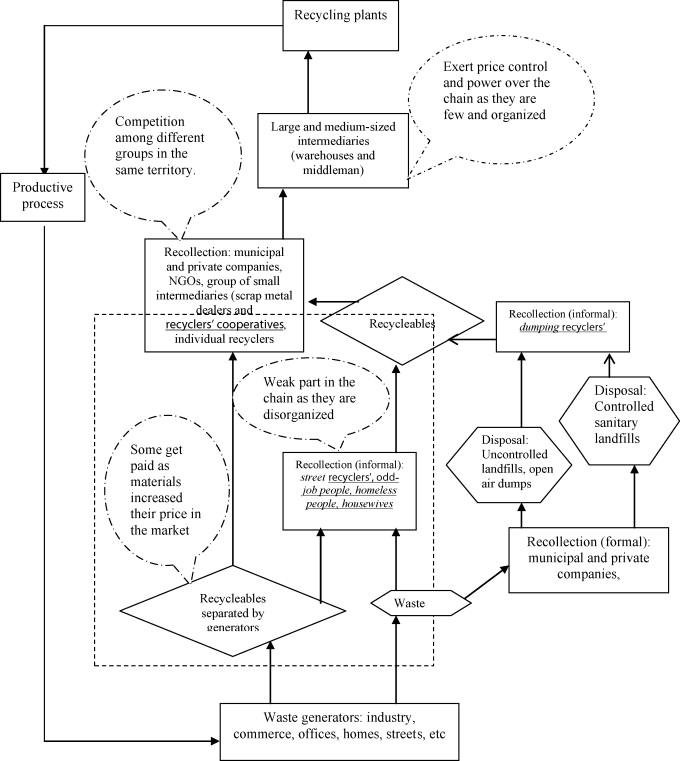 Recycling plants
Exert price control
and power over the
chain as they are
few and organized
Competition
among different
groups in the
same territory.
Large and medium-sized
intermediaries
(warehouses and
middleman)
Productive
process
Recollection: municipal
and private companies,
NGOs, group of small
intermediaries (scrap metal
dealers and
recyclers' cooperatives,
individual recyclers
Recycleables
Recollection (informal):
dumping recyclers'
Weak part in the
chain as they are
disorganized
Disposal:
Controlled
sanitary
landfills
Some get
paid as
materials
increased
their price in
the market
Recollection (informal):
street recyclers', odd-
job people, homeless
people, housewives
Disposal:
Uncontrolled
landfills, open
air dumps
Recollection (formal):
municipal and private
companies,
Recycleables
separated by
generators
Waste
Waste generators: industry,
commerce, offices, homes, streets, etc